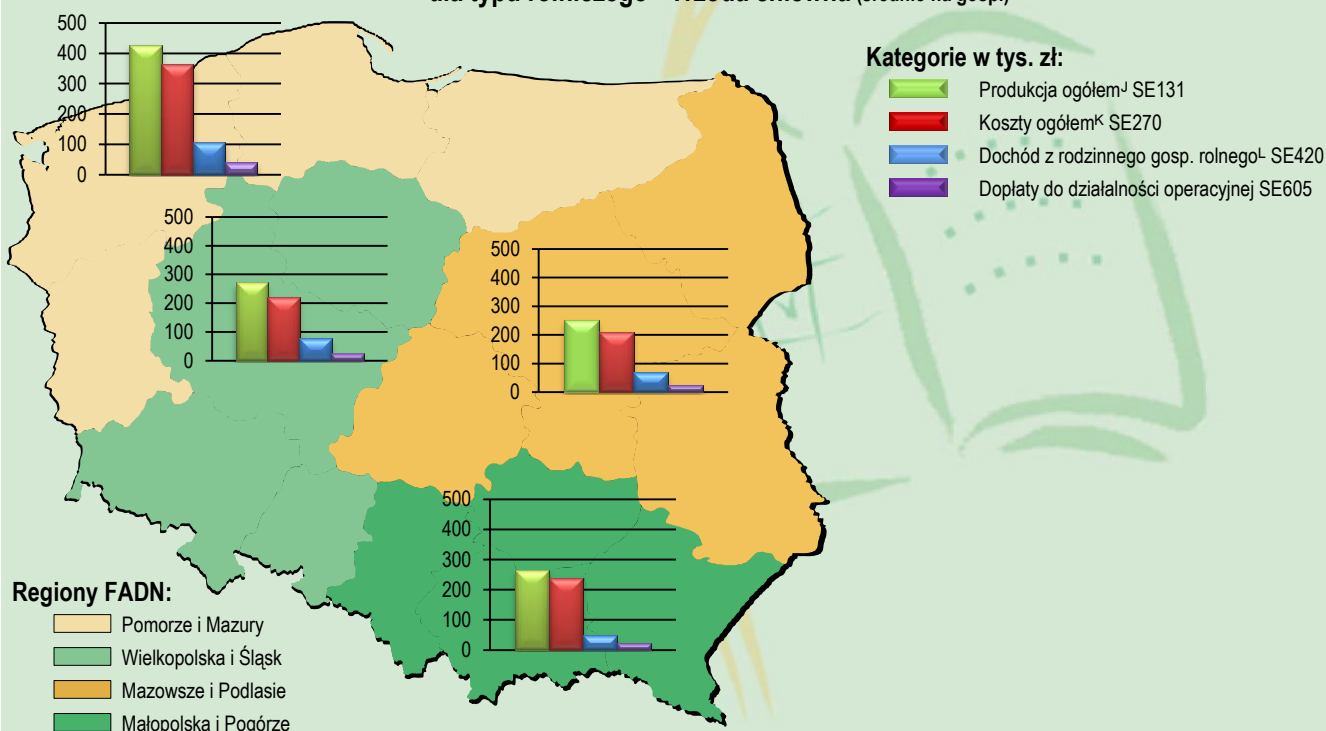 Kategorie w tys. zł:
Produkcja ogółemᴶ SE131
Koszty ogółemᴷ SE270
Dochód z rodzinnego gosp. rolnegoᴸ SE420
Dopłaty do działalności operacyjnej SE605
500
400
300
200
100
0
500
400
300
200
100
0
500
400
300
200
100
0
500
400
300
200
100
0
Regiony FADN:
Pomorze i Mazury
Wielkopolska i Śląsk
Mazowsze i Podlasie
Małopolska i Pogórze